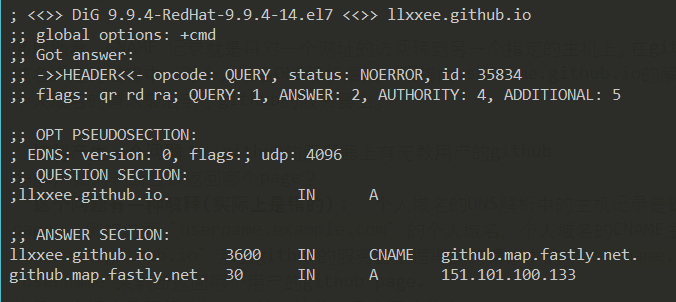 ; <<>> DiG 9.9.4-RedHat-9.9.4-14.el7 <<>> llxxee.github.io
;; global options: +cmd
;; Got answer:
;; ->>HEADER<<- opcode: QUERY, status: NOERROR, id: 35834
;; flags: qr rd ra; QUERY: 1, ANSWER: 2, AUTHORITY: 4, ADDITIONAL: 5
;; OPT PSEUDOSECTION:
; EDNS: version: 0, flags:; udp: 4096
;; QUESTION SECTION:
;llxxee.github.io. IN A
;; ANSWER SECTION:
llxxee.github.io. 3600 IN CNAME github.map.fastly.net.
github.map.fastly.net. 30 IN A 151.101.100.133